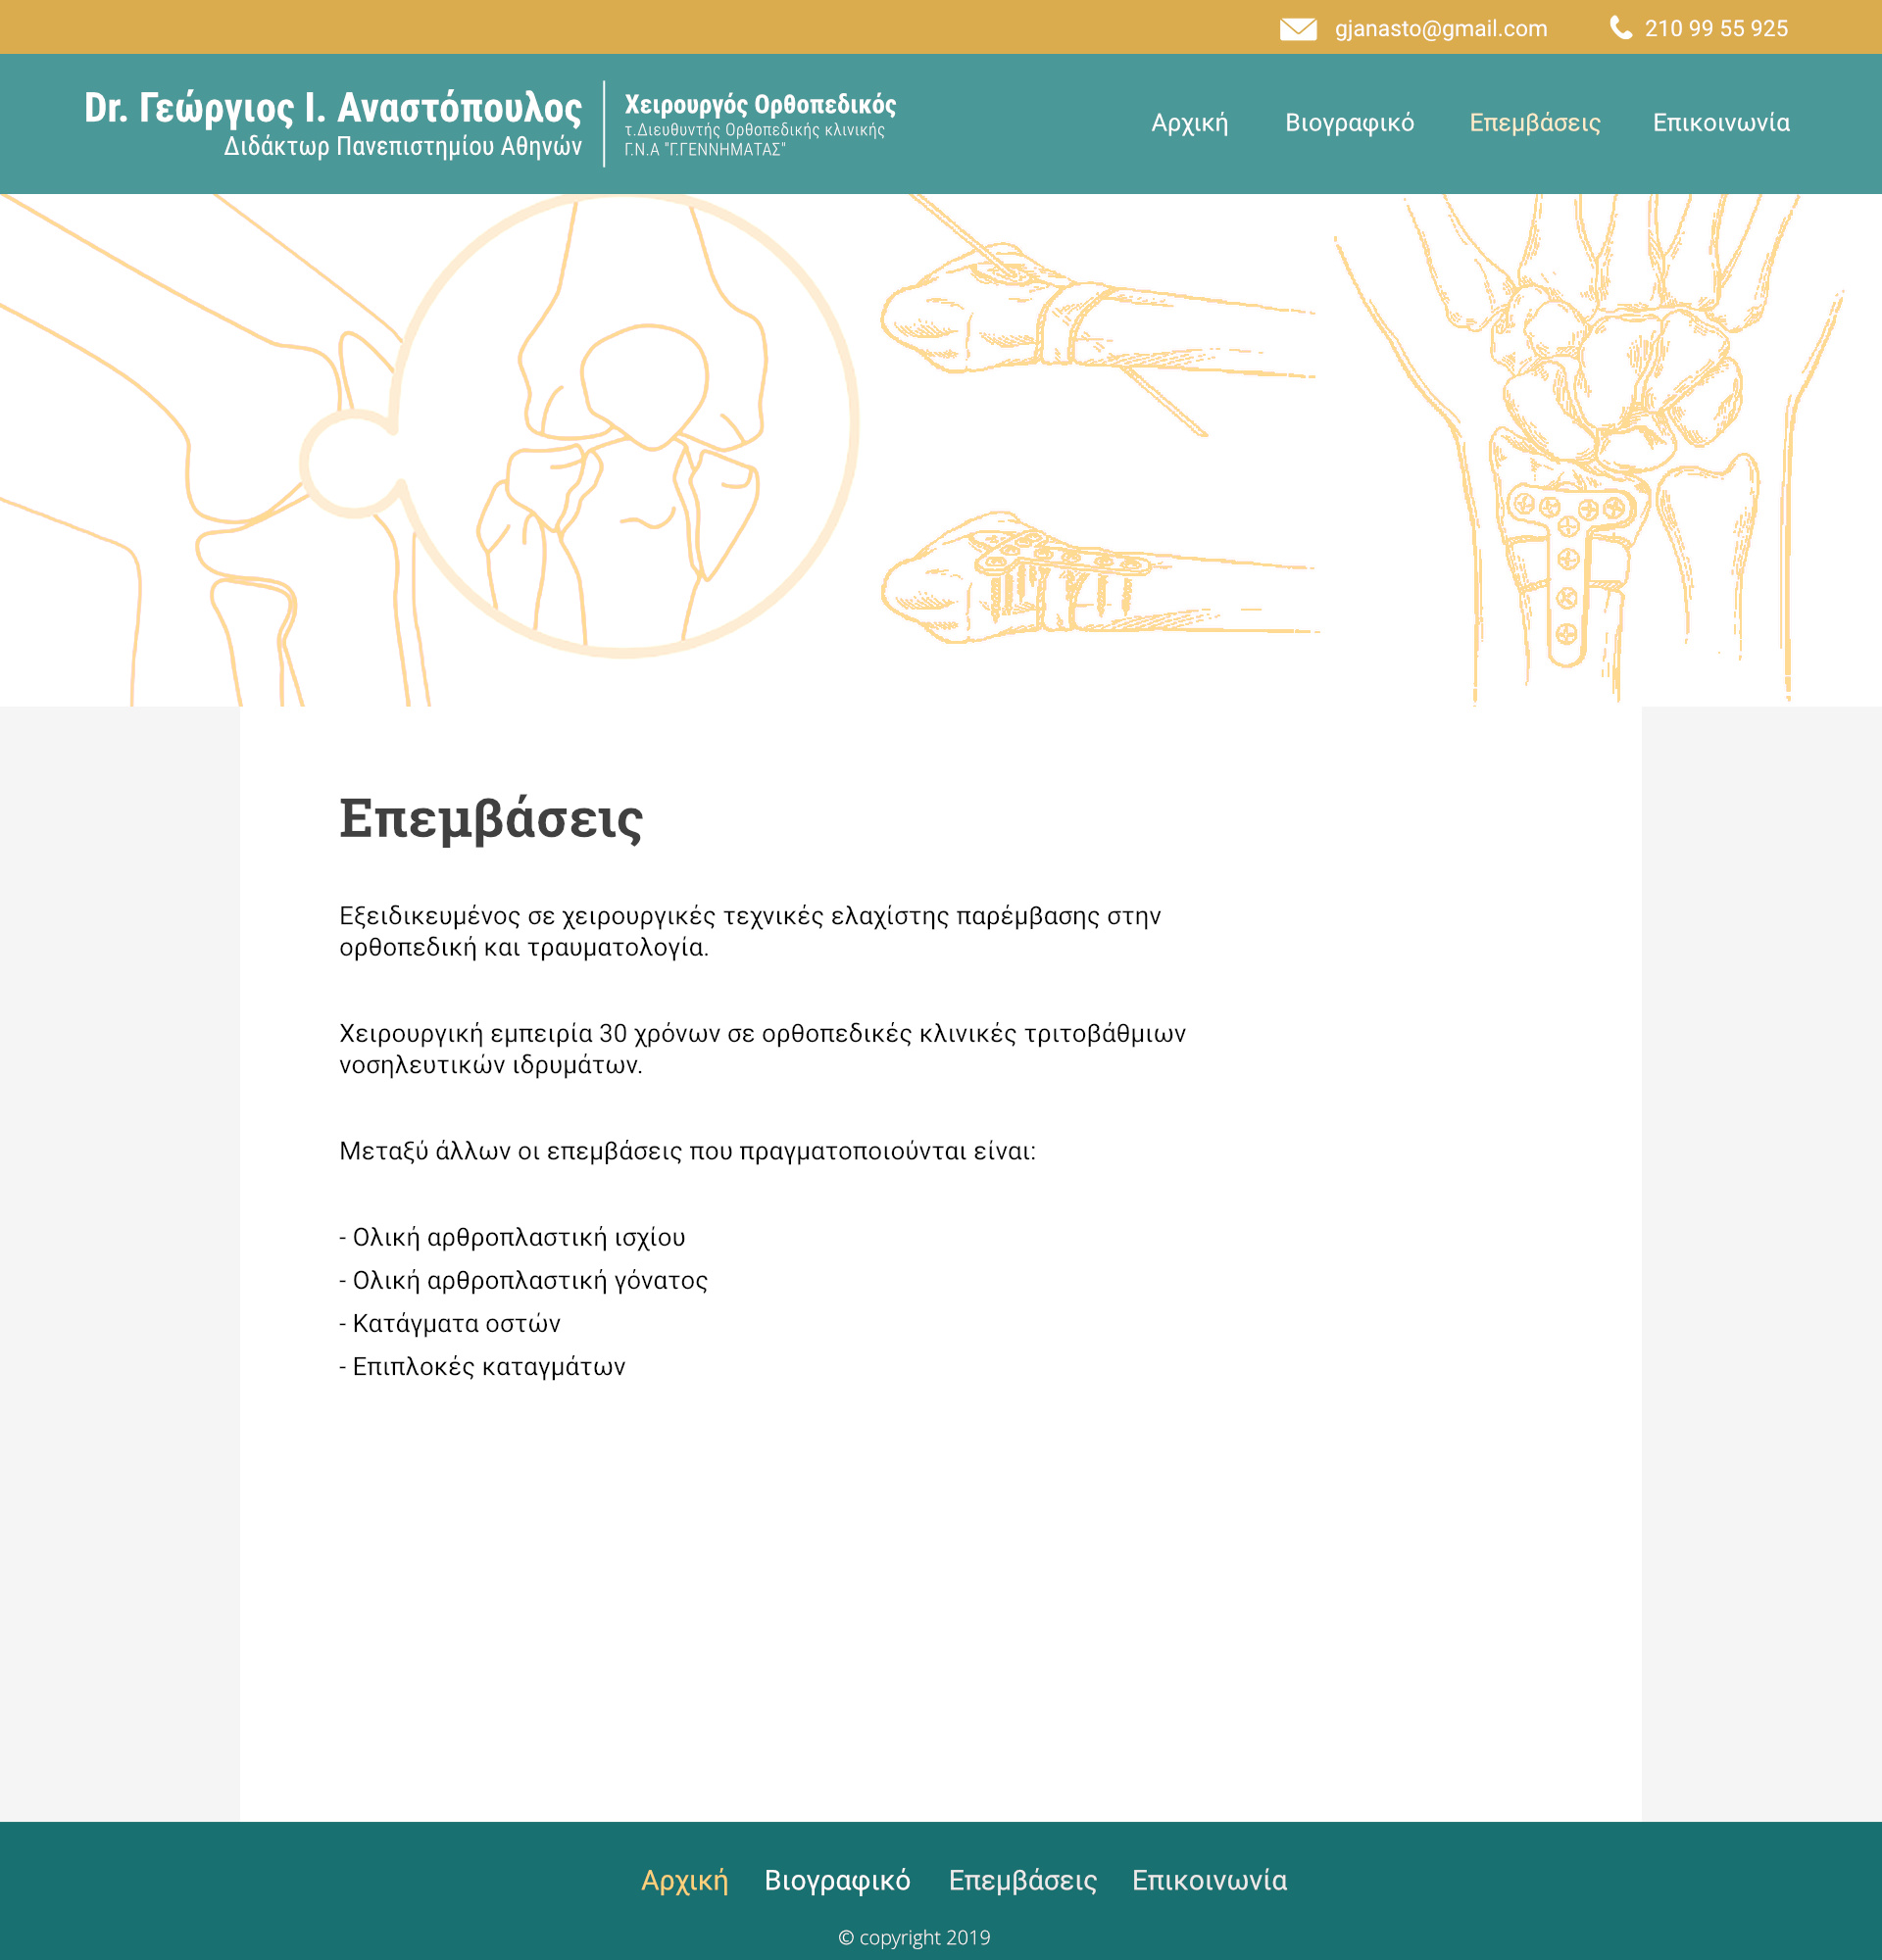 gjanasto@gmail.com 210 99 55 925
Dr. Γεώργιος Ι. Αναστόπουλος
Διδάκτωρ Πανεπιστημίου Αθηνών
Χειρουργός Ορθοπεδικός
τ.Διευθυντής Ορθοπεδικής κλινικής
Γ.Ν.Α "Γ.ΓΕΝΝΗΜΑΤΑΣ"
Αρχική Βιογραφικό Επεμβάσεις Επικοινωνία
Επεμβάσεις
Εξειδικευμένος σε χειρουργικές τεχνικές ελαχίστης παρέμβασης στην
ορθοπεδική και τραυματολογία.
Χειρουργική εμπειρία 30 χρόνων σε ορθοπεδικές κλινικές τριτοβάθμιων
νοσηλευτικών ιδρυμάτων.
Μεταξύ άλλων οι επεμβάσεις που πραγματοποιούνται είναι:
- Ολική αρθροπλαστική ισχίου
- Ολική αρθροπλαστική γόνατος
- Κατάγματα οστών
- Επιπλοκές καταγμάτων
Αρχική Βιογραφικό Επεμβάσεις Επικοινωνία
© copyright 2019